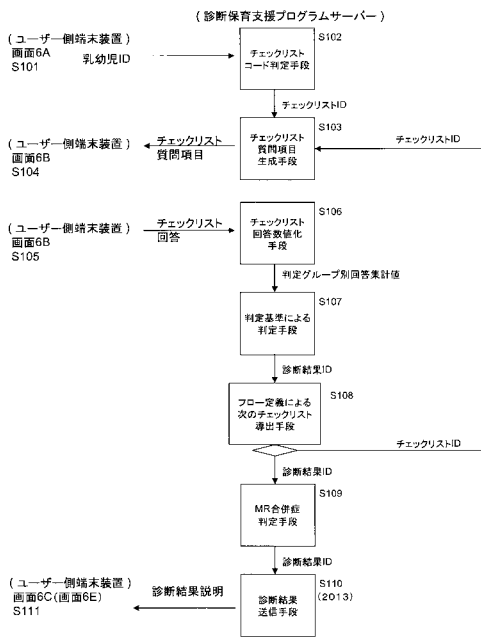 (診断保育支援プログラムサーバー)
(ユーザー側端末装置)
画面6A
S101
乳幼児ID
S102
チェックリスト
コード判定手段
チェックリストID
S103
チェックリスト
質問項目
生成手段
チェックリストID
(ユーザー側端末装置)
画面6B
S104
チェックリスト
質問項目
(ユーザー側端末装置)
画面6B
S105
チェックリスト
回答
S106
チェックリスト
回答数値化
手段
判定グループ別回答集計値
S107
判定基準による
判定手段
診断結果ID
S108
フロー定義による
次のチェックリスト
導出手段
チェックリストID
診断結果ID
S109
MR合併症
判定手段
診断結果ID
(ユーザー側端末装置)
画面6C(画面6E)
S111
診断結果説明
S110
(2013)
診断結果
送信手段